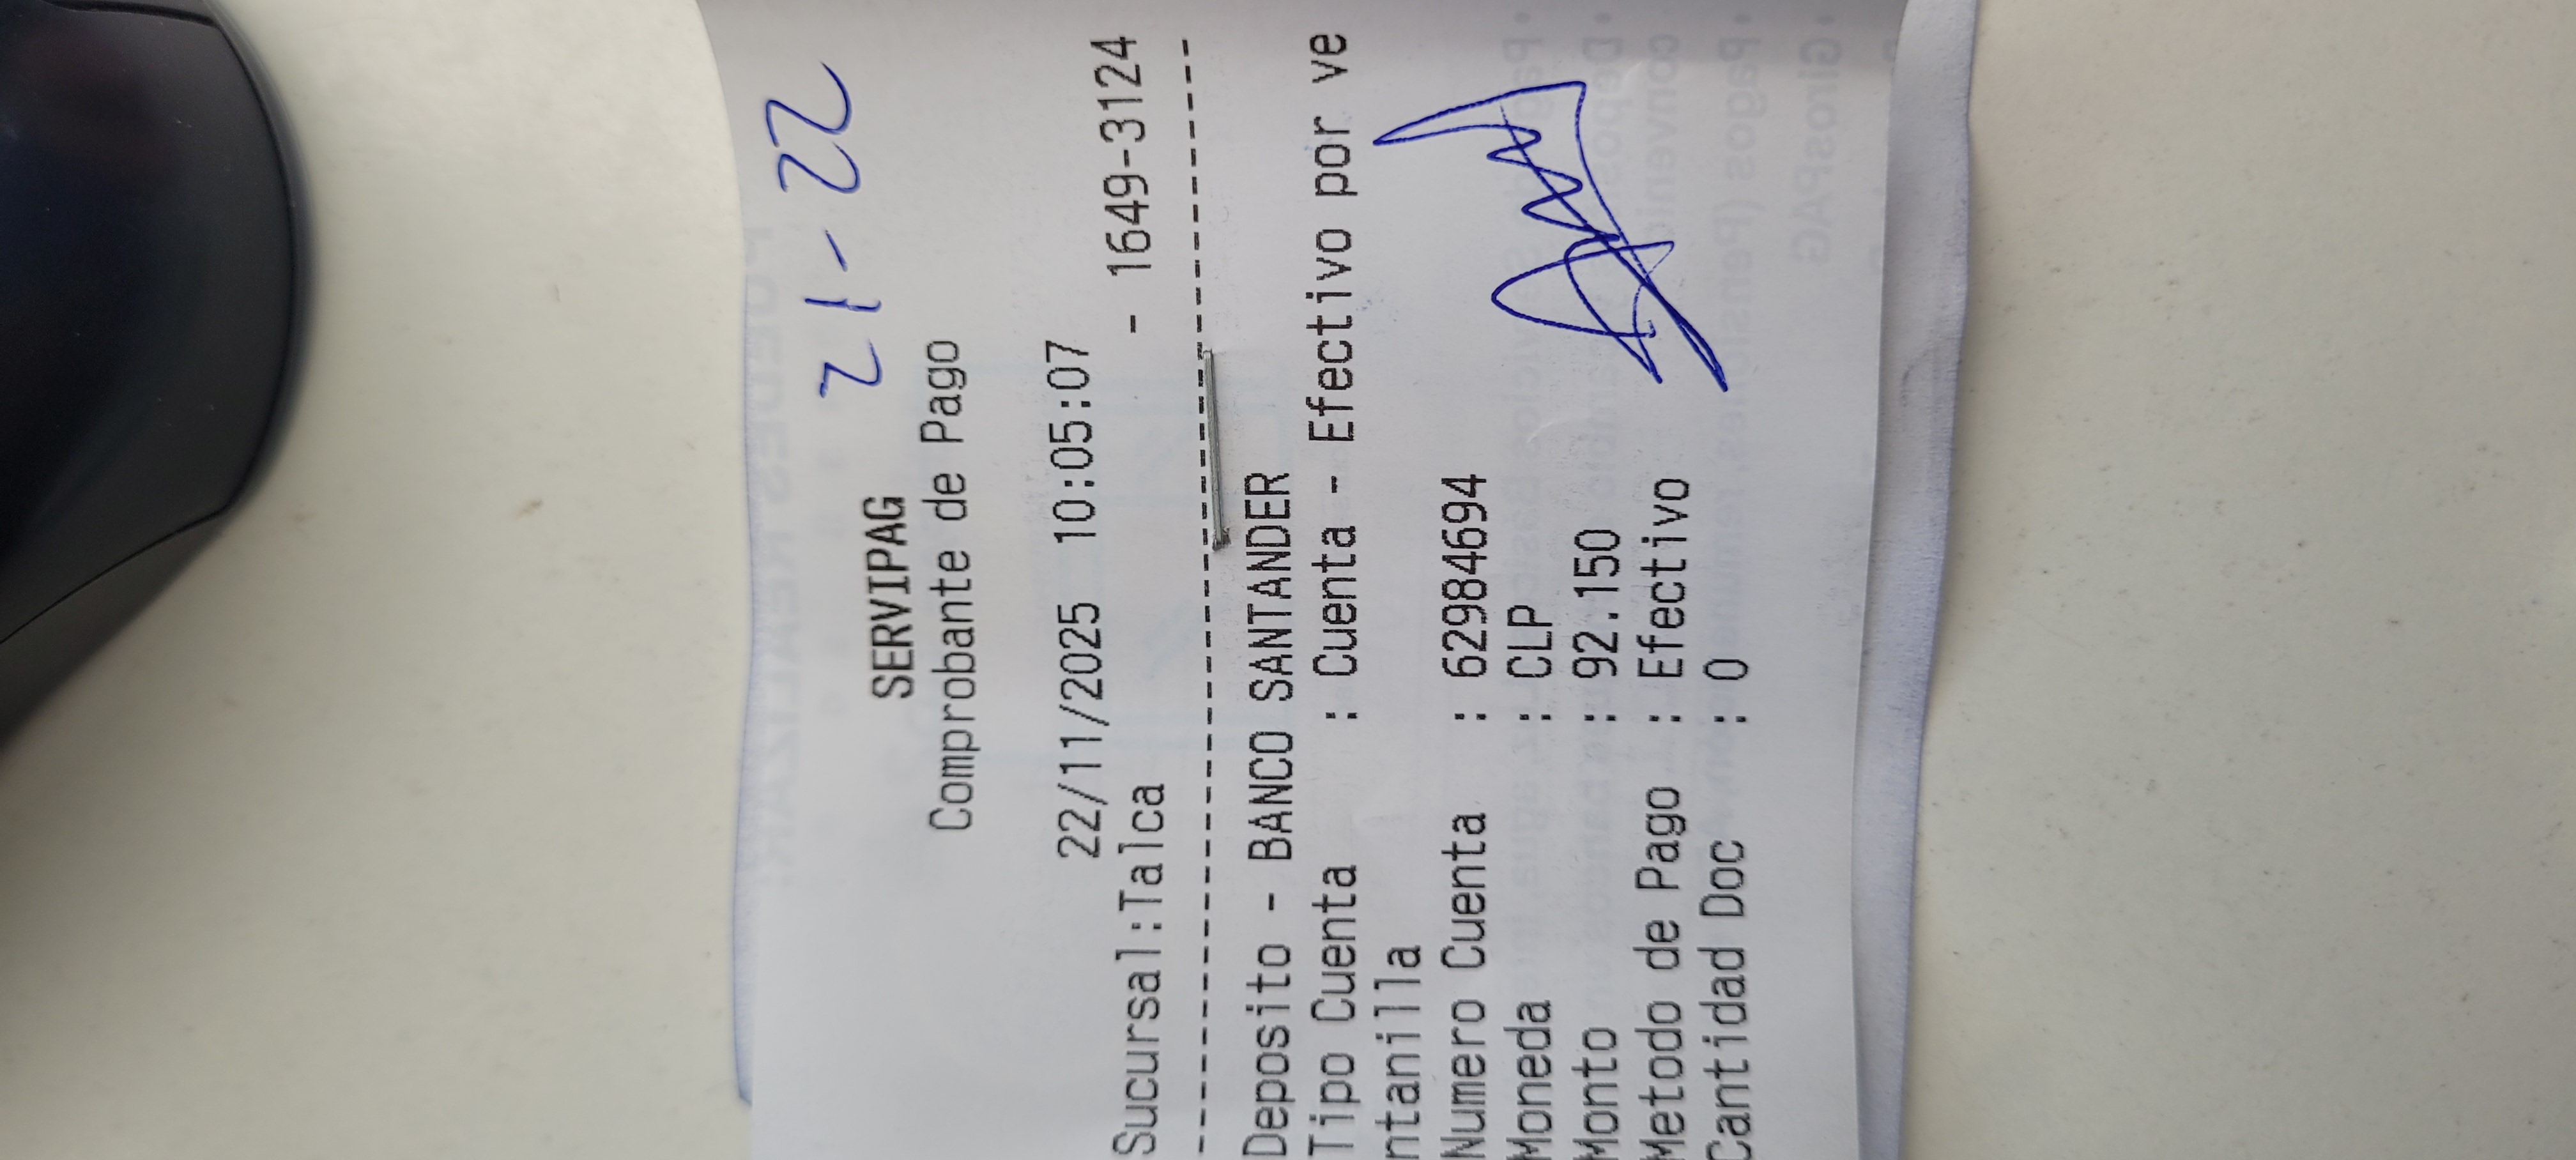 21-22
SERVIPAG
Comprobante de Pago
22/11/2025 10:05:07
Sucursal:Talca - 1649-3124
--------------------------------
Deposito - BANCO SANTANDER
Tipo Cuenta : Cuenta - Efectivo por ve
ntanilla
Numero Cuenta : 62984694
Moneda : CLP
Monto : 92.150
Metodo de Pago : Efectivo
Cantidad Doc : 0